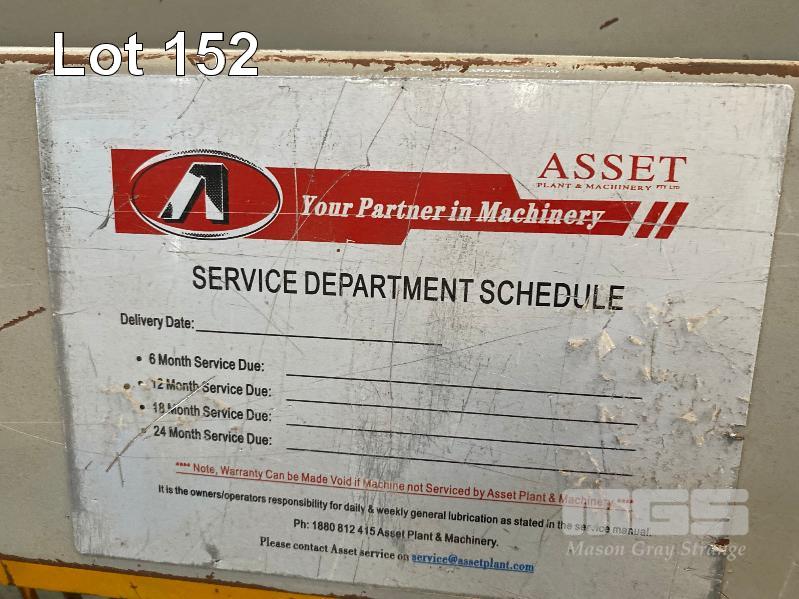 Lot 152
ASSET
PLANT & MACHINERY PTY LTD
Your Partner in Machinery
SERVICE DEPARTMENT SCHEDULE
Delivery Date:
• 6 Month Service Due:
• 12 Month Service Due:
• 18 Month Service Due:
• 24 Month Service Due:
**** Note, Warranty Can be Made Void if Machine not Serviced by Asset Plant & Machinery ****
It is the owners/operators responsibility for daily & weekly general lubrication as stated in the service manual.
Ph: 1880 812 415 Asset Plant & Machinery.
Please contact Asset service on service@assetplant.com
MGS
Mason Gray Strange